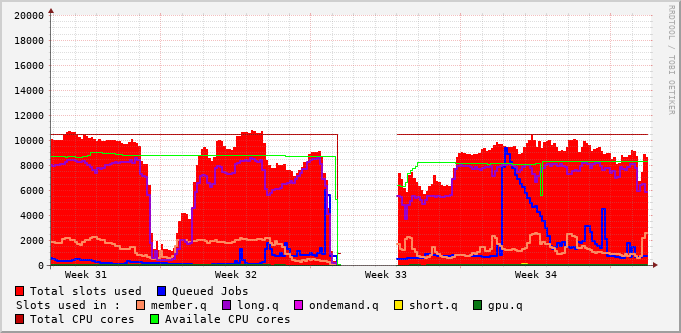 RRDTOOL / TOBI OETIKER
20000
18000
16000
14000
12000
10000
8000
6000
4000
2000
0
Week 31 Week 32 Week 33 Week 34
Total slots used Queued Jobs
Slots used in : member.q long.q ondemand.q short.q gpu.q
Total CPU cores Availale CPU cores